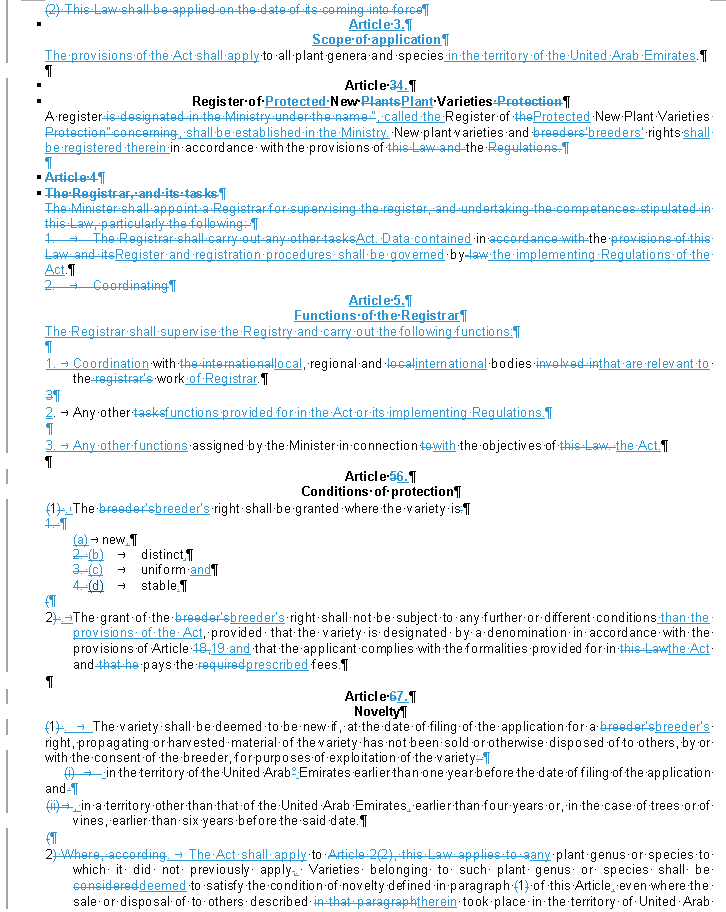 (2) This Law shall be applied on the date of its coming into force¶
Article 3.¶
Scope of application¶
The provisions of the Act shall apply to all plant genera and species in the territory of the United Arab Emirates.¶
¶
Article 34.¶
Register of Protected New PlantsPlant Varieties Protection¶
A register is designated in the Ministry under the name ", called the Register of theProtected New Plant Varieties
Protection" concerning, shall be established in the Ministry. New plant varieties and breeders'breeders' rights shall
be registered therein in accordance with the provisions of this Law and the Regulations.¶
¶
Article 4¶
The Registrar, and its tasks¶
The Minister shall appoint a Registrar for supervising the register, and undertaking the competences stipulated in
this Law, particularly the following: ¶
1. → The Registrar shall carry out any other tasksAct. Data contained in accordance with the provisions of this
Law and itsRegister and registration procedures shall be governed by law the implementing Regulations of the
Act.¶
2. → Coordinating¶
Article 5.¶
Functions of the Registrar¶
The Registrar shall supervise the Registry and carry out the following functions:¶
¶
1. → Coordination with the internationallocal, regional and localinternational bodies involved inthat are relevant to
the registrar's work of Registrar.¶
3¶
2. → Any other tasksfunctions provided for in the Act or its implementing Regulations.¶
¶
3. → Any other functions assigned by the Minister in connection towith the objectives of this Law. the Act.¶
¶
Article 56.¶
Conditions of protection¶
(1) . The breeder'sbreeder's right shall be granted where the variety is:¶
1. ¶
(a) → new,¶
2. (b) → distinct,¶
3. (c) → uniform and¶
4. (d) → stable.¶
(¶
2) . → The grant of the breeder'sbreeder's right shall not be subject to any further or different conditions than the
provisions of the Act, provided that the variety is designated by a denomination in accordance with the
provisions of Article 18,19 and that the applicant complies with the formalities provided for in this Lawthe Act
and that he pays the requiredprescribed fees.¶
¶
Article 67.¶
Novelty¶
(1) . → The variety shall be deemed to be new if, at the date of filing of the application for a breeder'sbreeder's
right, propagating or harvested material of the variety has not been sold or otherwise disposed of to others, by or
with the consent of the breeder, for purposes of exploitation of the variety: ¶
(i) → in the territory of the United Arab Emirates earlier than one year before the date of filing of the application
and ¶
(ii) → in a territory other than that of the United Arab Emirates, earlier than four years or, in the case of trees or of
vines, earlier than six years before the said date.¶
(¶
2) Where, according. → The Act shall apply to Article 2(2), this Law applies to aany plant genus or species to
which it did not previously apply,. Varieties belonging to such plant genus or species shall be
considereddeemed to satisfy the condition of novelty defined in paragraph (1) of this Article, even where the
sale or disposal of to others described in that paragraphtherein took place in the territory of United Arab